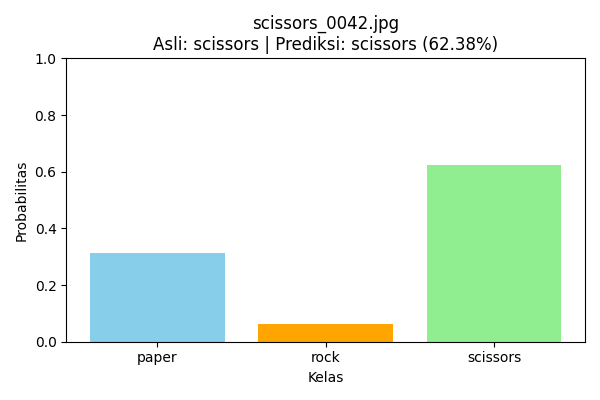 scissors_0042.jpg
Asli: scissors | Prediksi: scissors (62.38%)
Probabilitas
1.0
0.8
0.6
0.4
0.2
0.0
paper rock scissors
Kelas